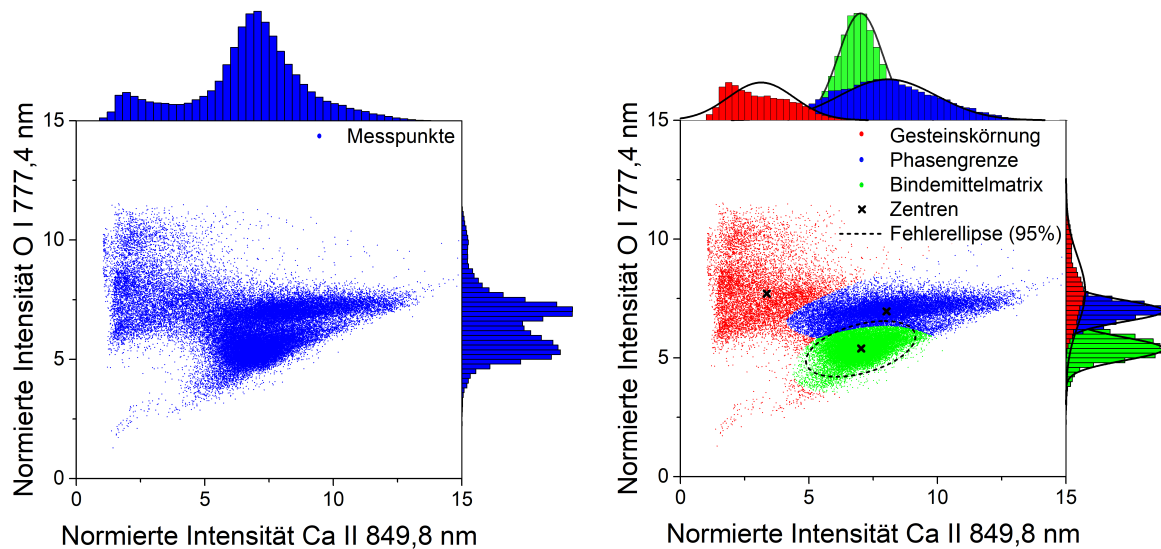 Normierte Intensität O I 777,4 nm
15
10
5
0
Messpunkte
0
5
10
15
Normierte Intensität Ca II 849,8 nm
Normierte Intensität O I 777,4 nm
15
10
5
0
Gesteinskörnung
Phasengrenze
Bindemittelmatrix
Zentren
Fehlerellipse (95%)
0
5
10
15
Normierte Intensität Ca II 849,8 nm